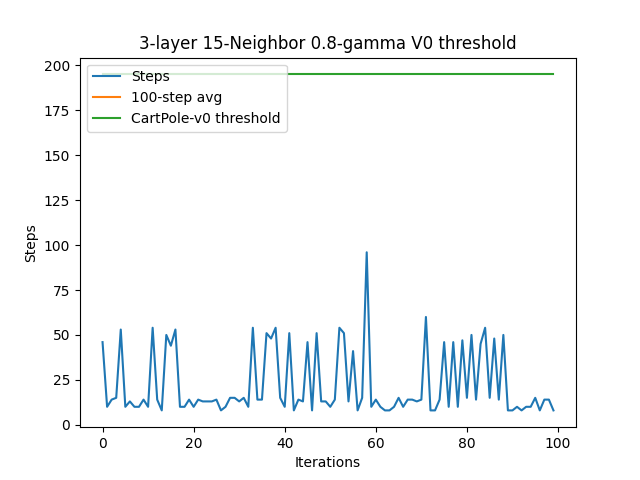 3-layer 15-Neighbor 0.8-gamma V0 threshold
Steps
100-step avg
CartPole-v0 threshold
200
175
150
125
100
75
50
25
0
Steps
0 20 40 60 80 100
Iterations